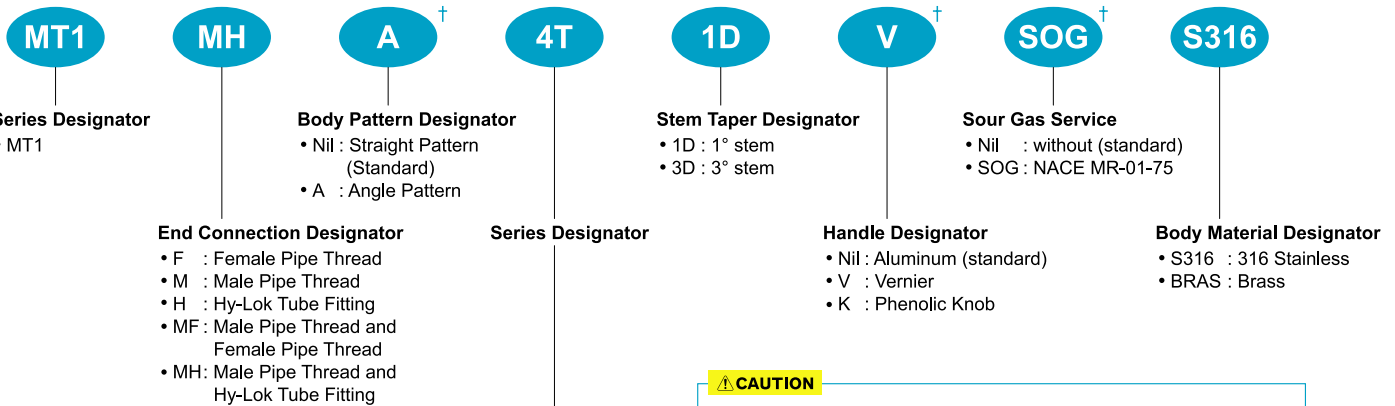 MT1 MH A † 4T 1D V † SOG † S316
Series Designator
• MT1
Body Pattern Designator
• Nil : Straight Pattern
(Standard)
• A : Angle Pattern
Stem Taper Designator
• 1D : 1° stem
• 3D : 3° stem
Sour Gas Service
• Nil : without (standard)
• SOG : NACE MR-01-75
End Connection Designator
• F : Female Pipe Thread
• M : Male Pipe Thread
• H : Hy-Lok Tube Fitting
• MF : Male Pipe Thread and
Female Pipe Thread
• MH : Male Pipe Thread and
Hy-Lok Tube Fitting
Series Designator
Handle Designator
• Nil : Aluminum (standard)
• V : Vernier
• K : Phenolic Knob
Body Material Designator
• S316 : 316 Stainless
• BRAS : Brass
⚠CAUTION